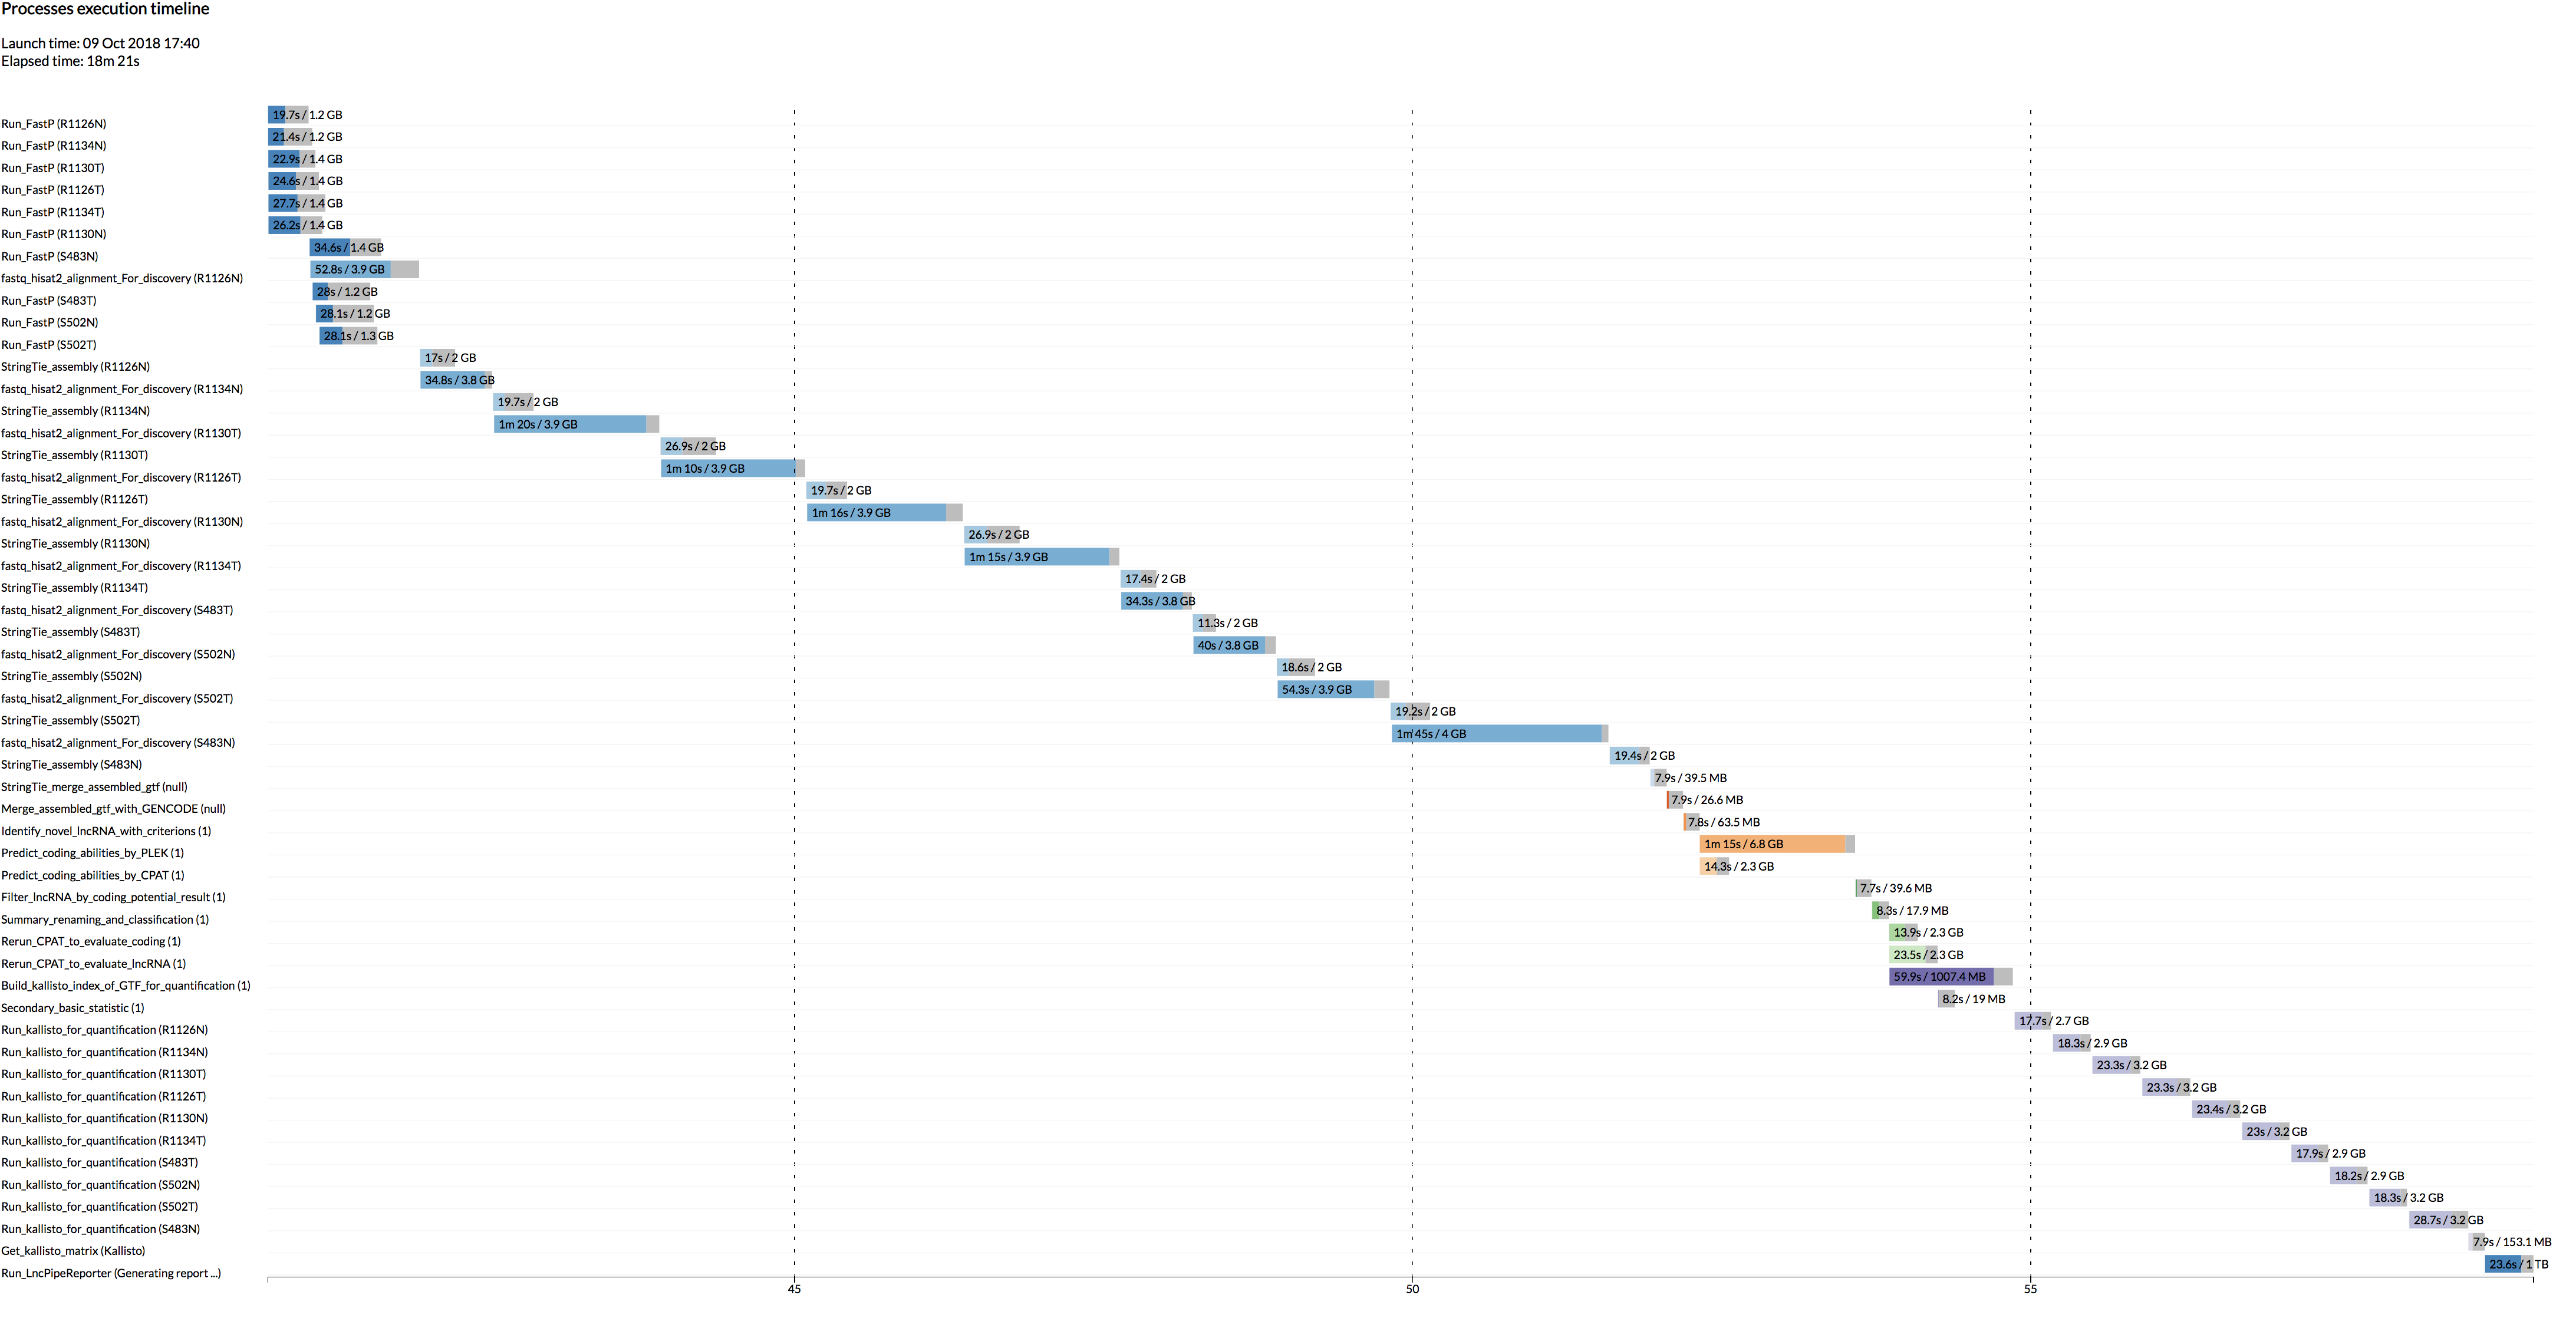 Processes execution timeline
Launch time: 09 Oct 2018 17:40
Elapsed time: 18m 21s
19.7s / 1.2 GB
Run_FastP (R1126N)
21.4s / 1.2 GB
Run_FastP (R1134N)
22.9s / 1.4 GB
Run_FastP (R1130T)
24.6s / 1.4 GB
Run_FastP (R1126T)
27.7s / 1.4 GB
Run_FastP (R1134T)
26.2s / 1.4 GB
Run_FastP (R1130N)
34.6s / 1.4 GB
Run_FastP (S483N)
52.8s / 3.9 GB
fastq_hisat2_alignment_For_discovery (R1126N)
28s / 1.2 GB
Run_FastP (S483T)
28.1s / 1.2 GB
Run_FastP (S502N)
28.1s / 1.3 GB
Run_FastP (S502T)
17s / 2 GB
StringTie_assembly (R1126N)
34.8s / 3.8 GB
fastq_hisat2_alignment_For_discovery (R1134N)
19.7s / 2 GB
StringTie_assembly (R1134N)
1m 20s / 3.9 GB
fastq_hisat2_alignment_For_discovery (R1130T)
26.9s / 2 GB
StringTie_assembly (R1130T)
1m 10s / 3.9 GB
fastq_hisat2_alignment_For_discovery (R1126T)
19.7s / 2 GB
StringTie_assembly (R1126T)
1m 16s / 3.9 GB
fastq_hisat2_alignment_For_discovery (R1130N)
26.9s / 2 GB
StringTie_assembly (R1130N)
1m 15s / 3.9 GB
fastq_hisat2_alignment_For_discovery (R1134T)
17.4s / 2 GB
StringTie_assembly (R1134T)
34.3s / 3.8 GB
fastq_hisat2_alignment_For_discovery (S483T)
11.3s / 2 GB
StringTie_assembly (S483T)
40s / 3.8 GB
fastq_hisat2_alignment_For_discovery (S502N)
18.6s / 2 GB
StringTie_assembly (S502N)
54.3s / 3.9 GB
fastq_hisat2_alignment_For_discovery (S502T)
19.2s / 2 GB
StringTie_assembly (S502T)
1m 45s / 4 GB
fastq_hisat2_alignment_For_discovery (S483N)
19.4s / 2 GB
StringTie_assembly (S483N)
7.9s / 39.5 MB
StringTie_merge_assembled_gtf (null)
7.9s / 26.6 MB
Merge_assembled_gtf_with_GENCODE (null)
7.8s / 63.5 MB
Identify_novel_lncRNA_with_criterions (1)
1m 15s / 6.8 GB
Predict_coding_abilities_by_PLEK (1)
14.3s / 2.3 GB
Predict_coding_abilities_by_CPAT (1)
7.7s / 39.6 MB
Filter_lncRNA_by_coding_potential_result (1)
8.3s / 17.9 MB
Summary_renaming_and_classification (1)
13.9s / 2.3 GB
Rerun_CPAT_to_evaluate_coding (1)
23.5s / 2.3 GB
Rerun_CPAT_to_evaluate_lncRNA (1)
59.9s / 1007.4 MB
Build_kallisto_index_of_GTF_for_quantification (1)
8.2s / 19 MB
Secondary_basic_statistic (1)
17.7s / 2.7 GB
Run_kallisto_for_quantification (R1126N)
18.3s / 2.9 GB
Run_kallisto_for_quantification (R1134N)
23.3s / 3.2 GB
Run_kallisto_for_quantification (R1130T)
23.3s / 3.2 GB
Run_kallisto_for_quantification (R1126T)
23.4s / 3.2 GB
Run_kallisto_for_quantification (R1130N)
23s / 3.2 GB
Run_kallisto_for_quantification (R1134T)
17.9s / 2.9 GB
Run_kallisto_for_quantification (S483T)
18.2s / 2.9 GB
Run_kallisto_for_quantification (S502N)
18.3s / 3.2 GB
Run_kallisto_for_quantification (S502T)
28.7s / 3.2 GB
Run_kallisto_for_quantification (S483N)
7.9s / 153.1 MB
Get_kallisto_matrix (Kallisto)
23.6s / 1 TB
Run_LncPipeReporter (Generating report ...)
45 50 55